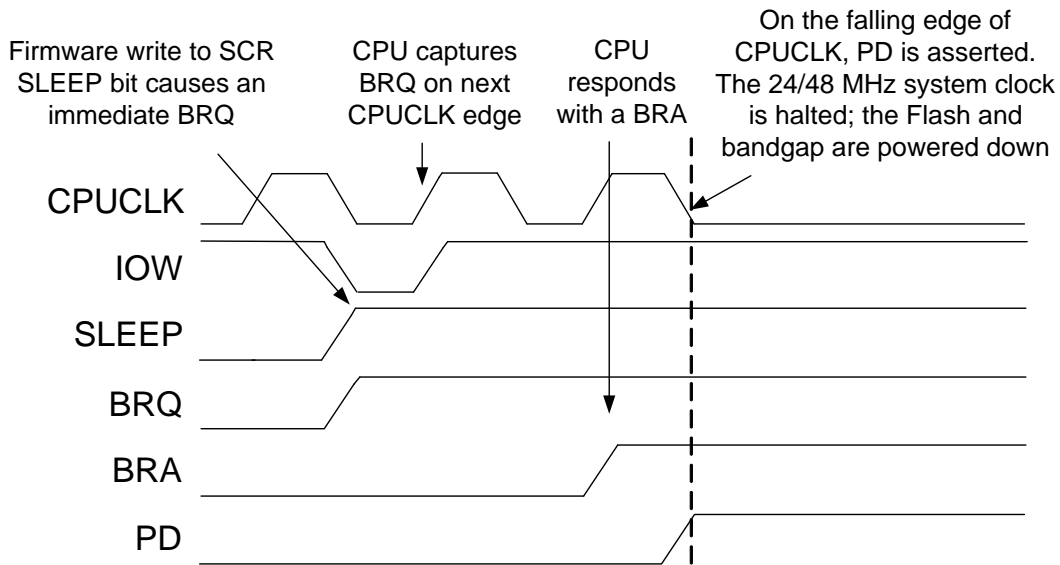 Firmware write to SCR
SLEEP bit causes an
immediate BRQ
CPU captures
BRQ on next
CPUCLK edge
CPU
responds
with a BRA
On the falling edge of
CPUCLK, PD is asserted.
The 24/48 MHz system clock
is halted; the Flash and
bandgap are powered down
CPUCLK
IOW
SLEEP
BRQ
BRA
PD